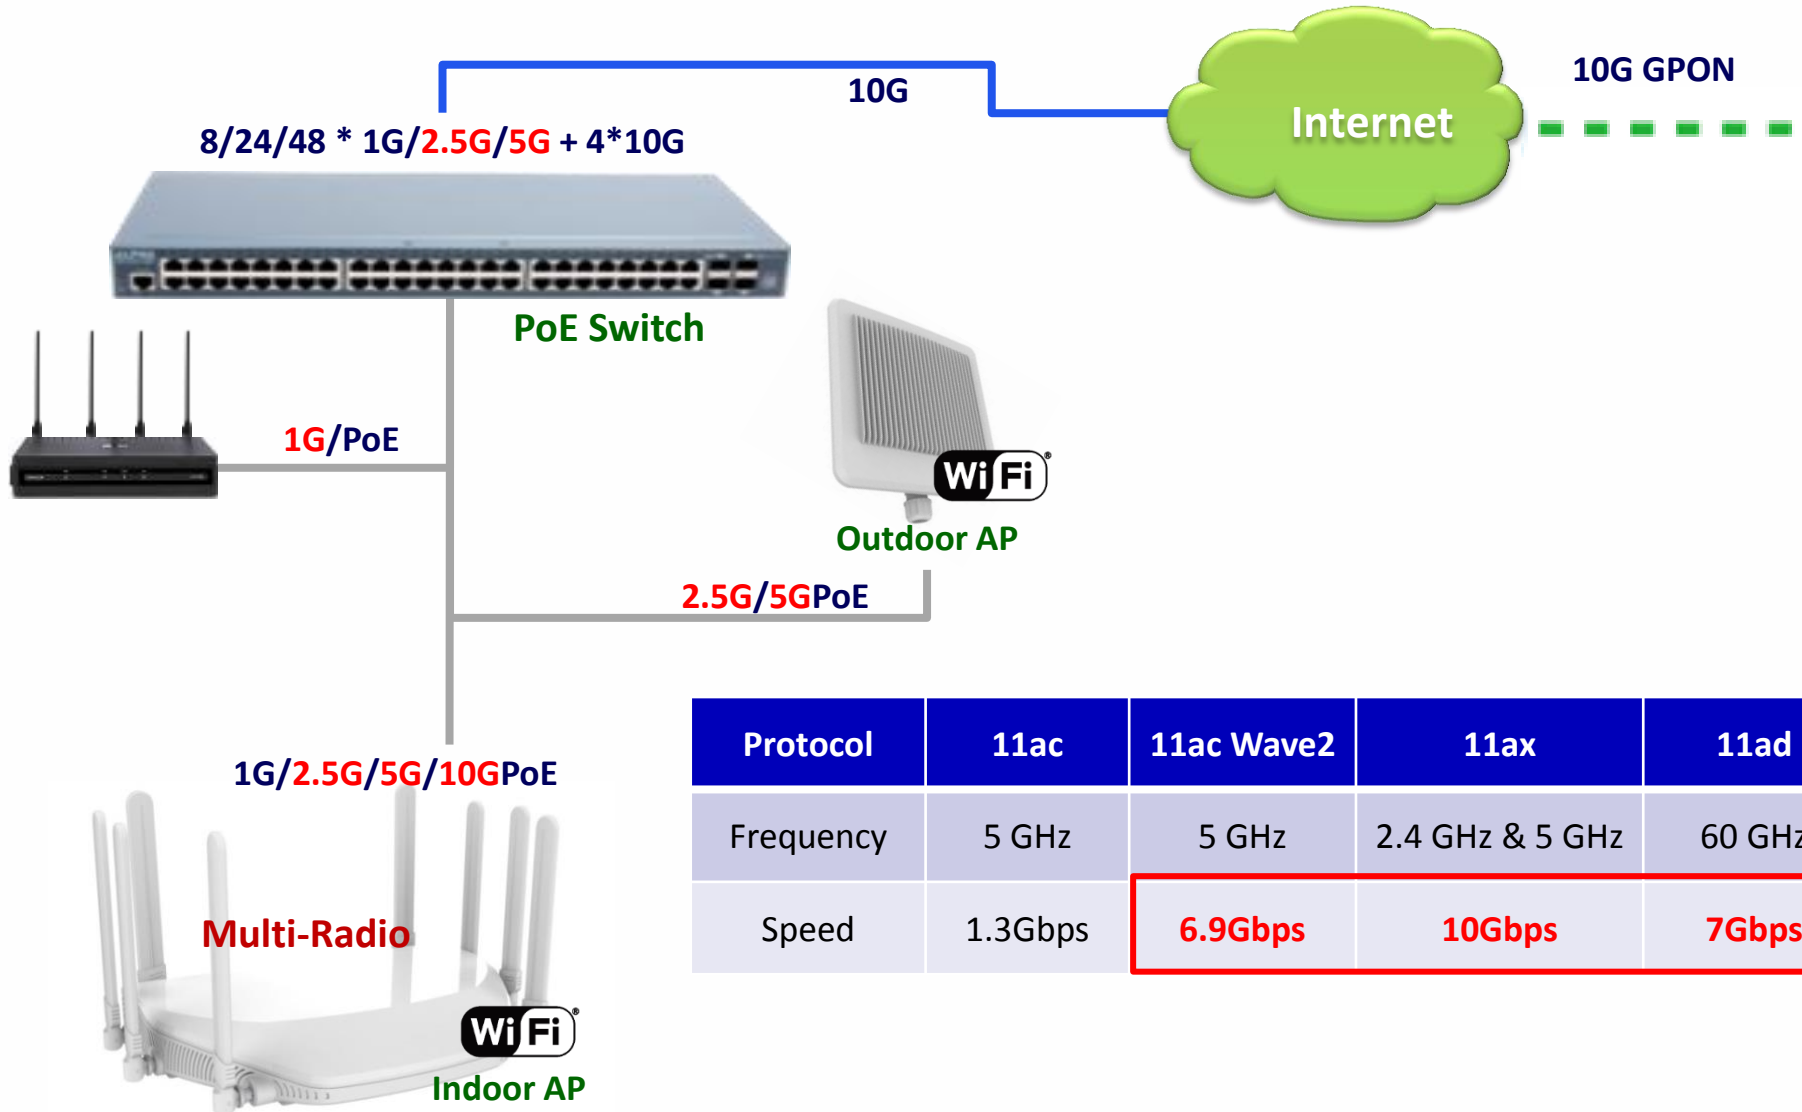 10G
10G GPON
Internet
8/24/48 * 1G/2.5G/5G + 4*10G
PoE Switch
1G/PoE
WiFi®
Outdoor AP
2.5G/5GPoE
1G/2.5G/5G/10GPoE
Multi-Radio
WiFi®
Indoor AP
Protocol 11ac 11ac Wave2 11ax 11ad
Frequency 5 GHz 5 GHz 2.4 GHz & 5 GHz 60 GHz
Speed 1.3Gbps 6.9Gbps 10Gbps 7Gbps